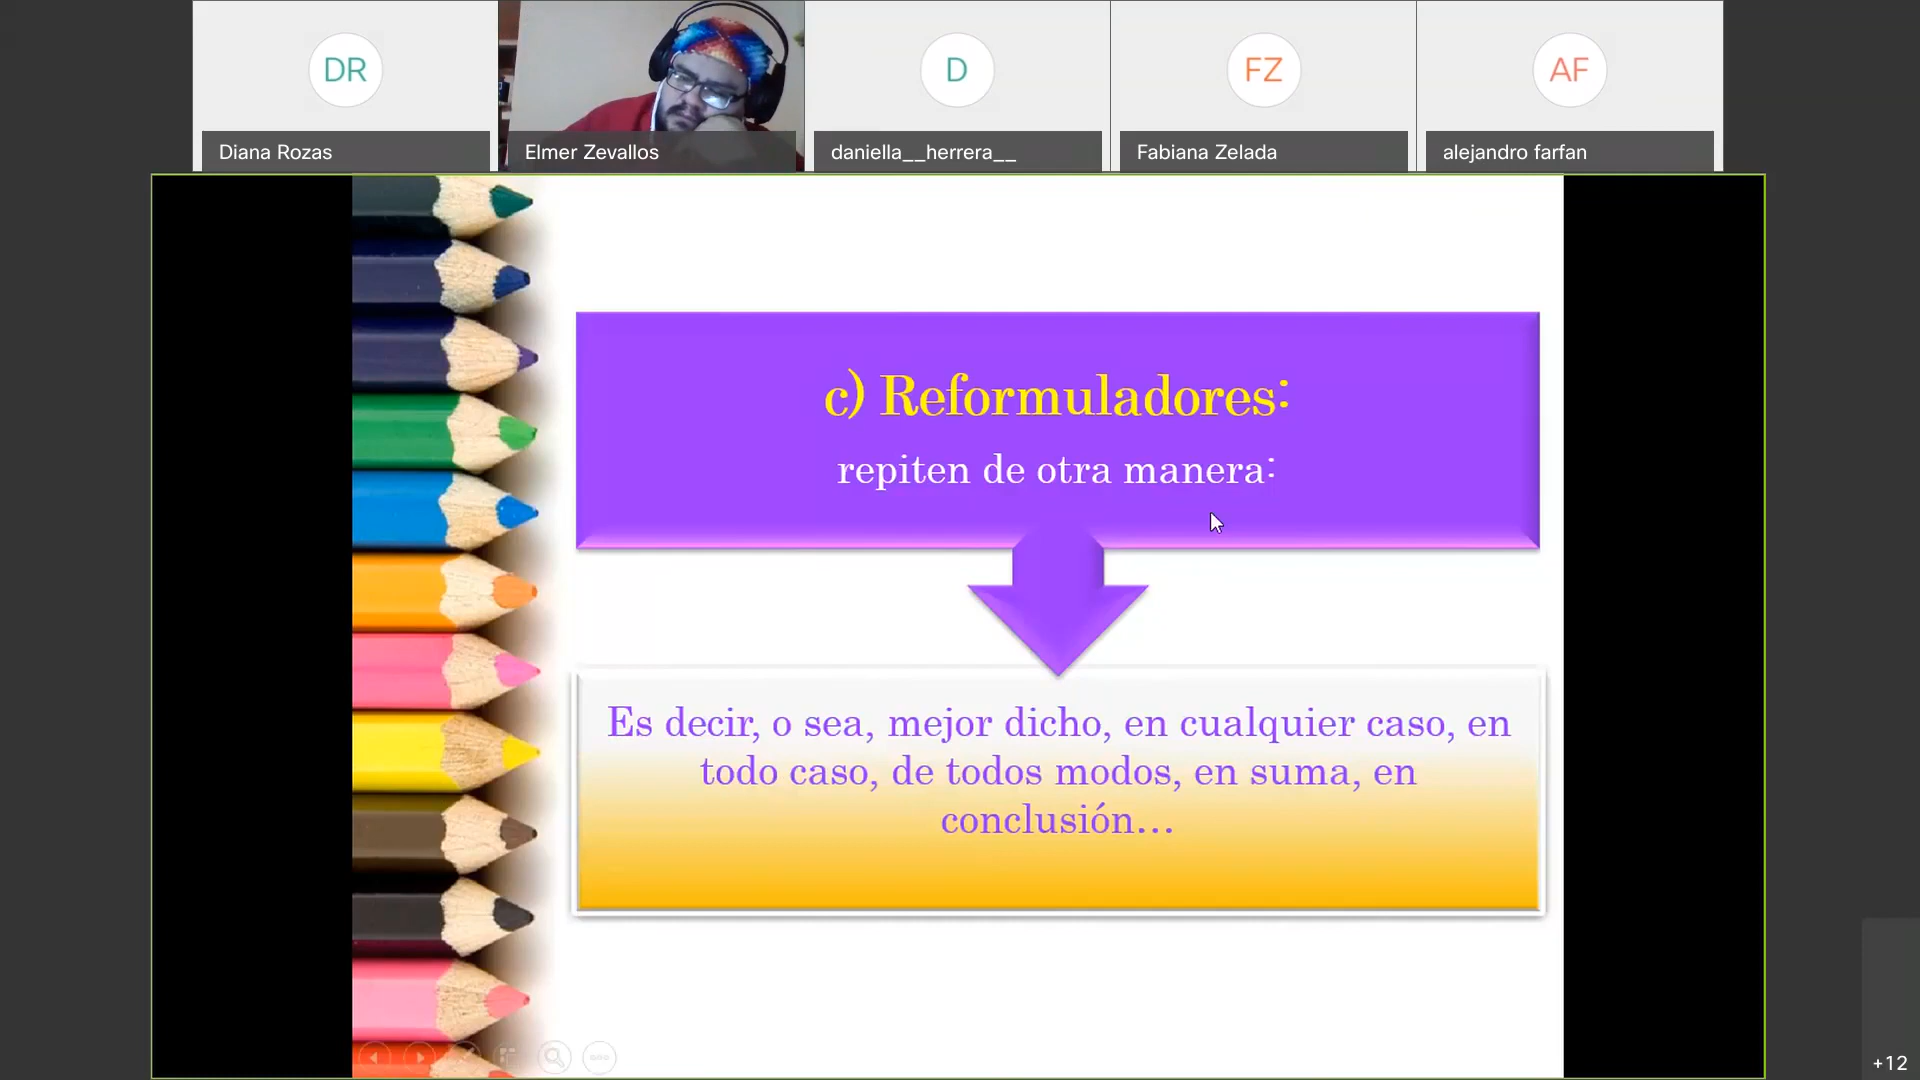 DR
D
FZ
AF
Diana Rozas
Elmer Zevallos
daniella__herrera__
Fabiana Zelada
alejandro farfan
c) Reformuladores:
repiten de otra manera:
Es decir, o sea, mejor dicho, en cualquier caso, en
todo caso, de todos modos, en suma, en
conclusión...
+12